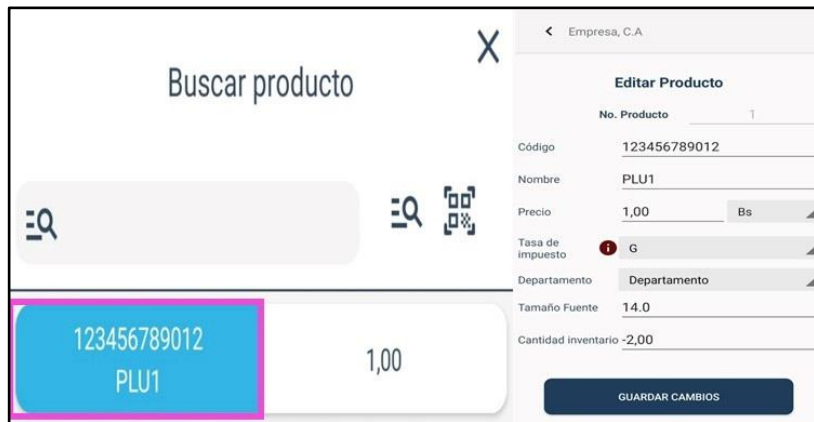 X
Buscar producto
123456789012
PLU1
1,00
Empresa, C.A
Editar Producto
No. Producto 1
Código 123456789012
Nombre PLU1
Precio 1,00 Bs
Tasa de
impuesto G
Departamento Departamento
Tamaño Fuente 14.0
Cantidad inventario -2,00
GUARDAR CAMBIOS